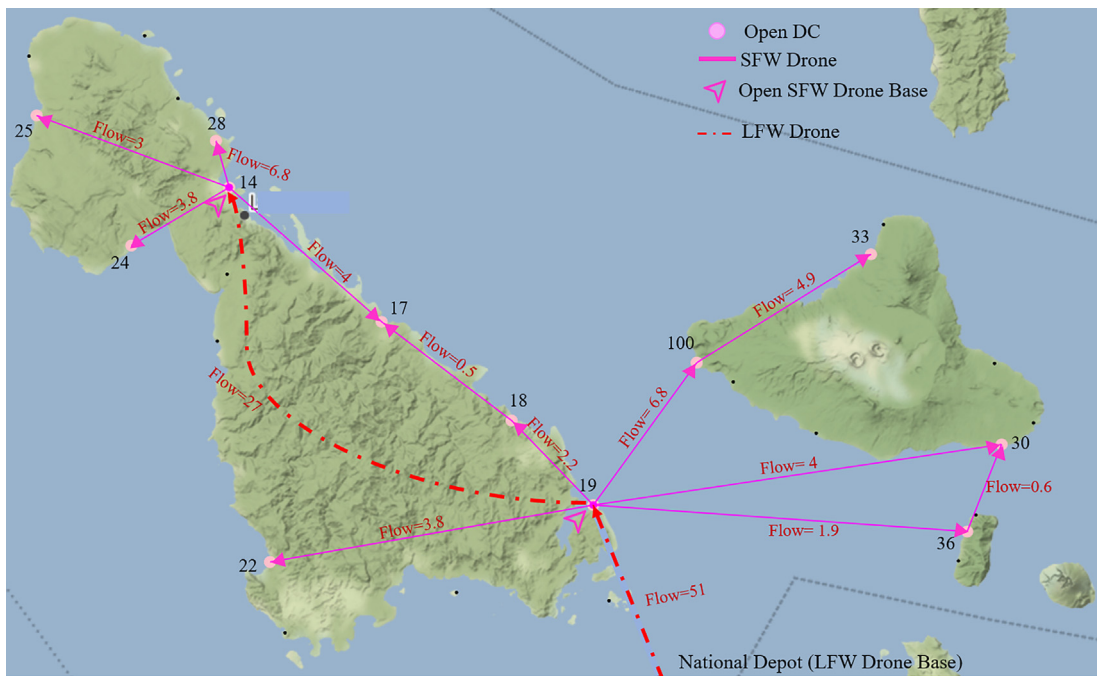 Open DC
SFW Drone
Open SFW Drone Base
LFW Drone
25
Flow=3
28
Flow=6.8
14
L
Flow=3.8
24
Flow=4
17
Flow=0.5
Flow=27
18
Flow=2.2
19
Flow=3.8
22
33
Flow= 4.9
100
Flow= 6.8
30
Flow= 4
Flow=0.6
Flow= 1.9
36
Flow=51
National Depot (LFW Drone Base)